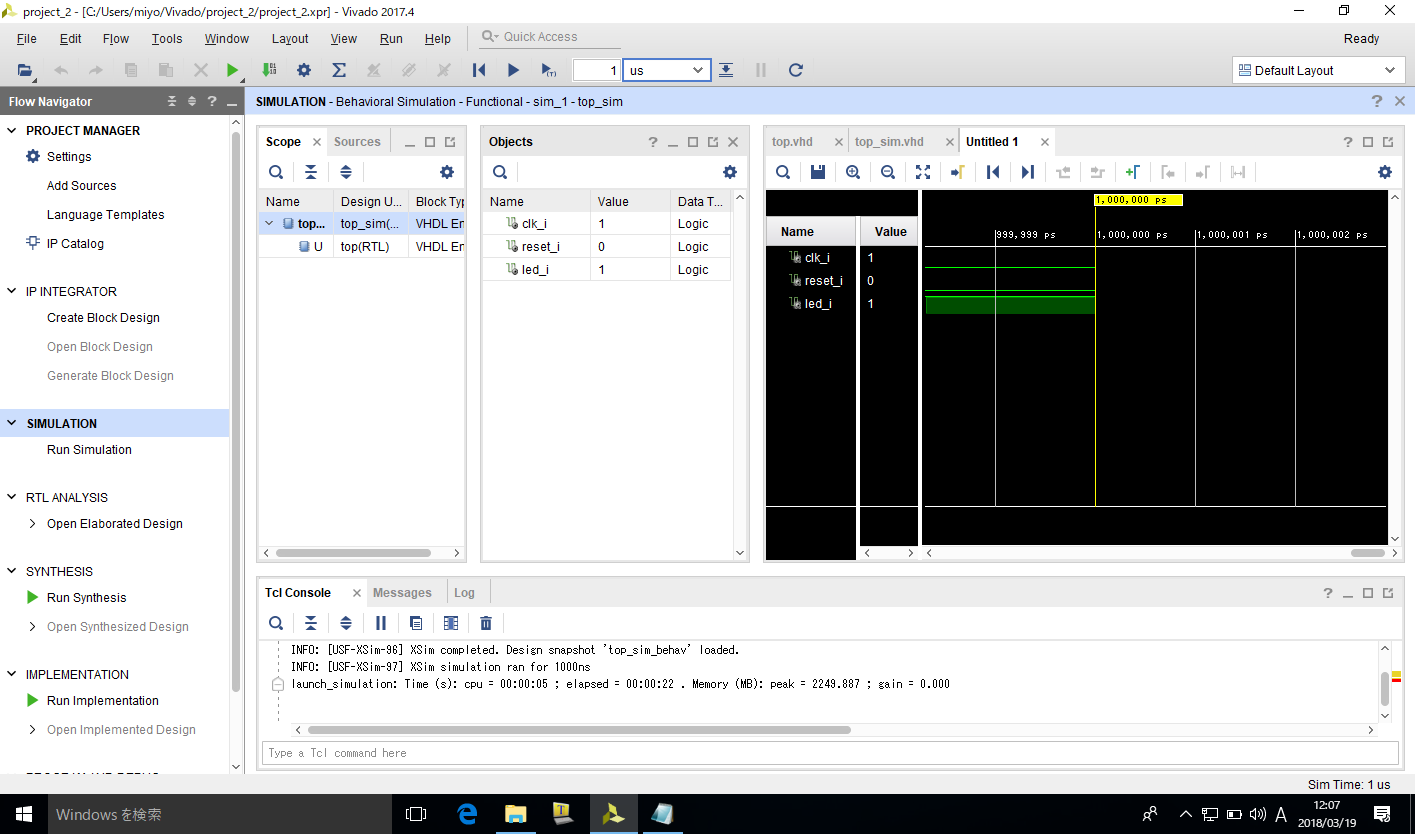 project_2 - [C:/Users/miyo/Vivado/project_2/project_2.xpr] - Vivado 2017.4
File Edit Flow Tools Window Layout View Run Help Quick Access Ready
1 us Default Layout
Flow Navigator
PROJECT MANAGER
Settings
Add Sources
Language Templates
IP Catalog
IP INTEGRATOR
Create Block Design
Open Block Design
Generate Block Design
SIMULATION
Run Simulation
RTL ANALYSIS
Open Elaborated Design
SYNTHESIS
Run Synthesis
Open Synthesized Design
IMPLEMENTATION
Run Implementation
Open Implemented Design
SIMULATION - Behavioral Simulation - Functional - sim_1 - top_sim
Scope Sources
Name Design U... Block Typ
top... top_sim(... VHDL En
U top(RTL) VHDL En
Objects
Name Value Data T...
clk_i 1 Logic
reset_i 0 Logic
led_i 1 Logic
top.vhd top_sim.vhd Untitled 1
1,000,000 ps
Name Value
999,999 ps 1,000,000 ps 1,000,001 ps 1,000,002 ps
clk_i 1
reset_i 0
led_i 1
Tcl Console Messages Log
INFO: [USF-XSim-96] XSim completed. Design snapshot 'top_sim_behav' loaded.
INFO: [USF-XSim-97] XSim simulation ran for 1000ns
launch_simulation: Time (s): cpu = 00:00:05 ; elapsed = 00:00:22 . Memory (MB): peak = 2249.887 ; gain = 0.000
Type a Tcl command here
Sim Time: 1 us
Windows を検索
A
12:07
2018/03/19